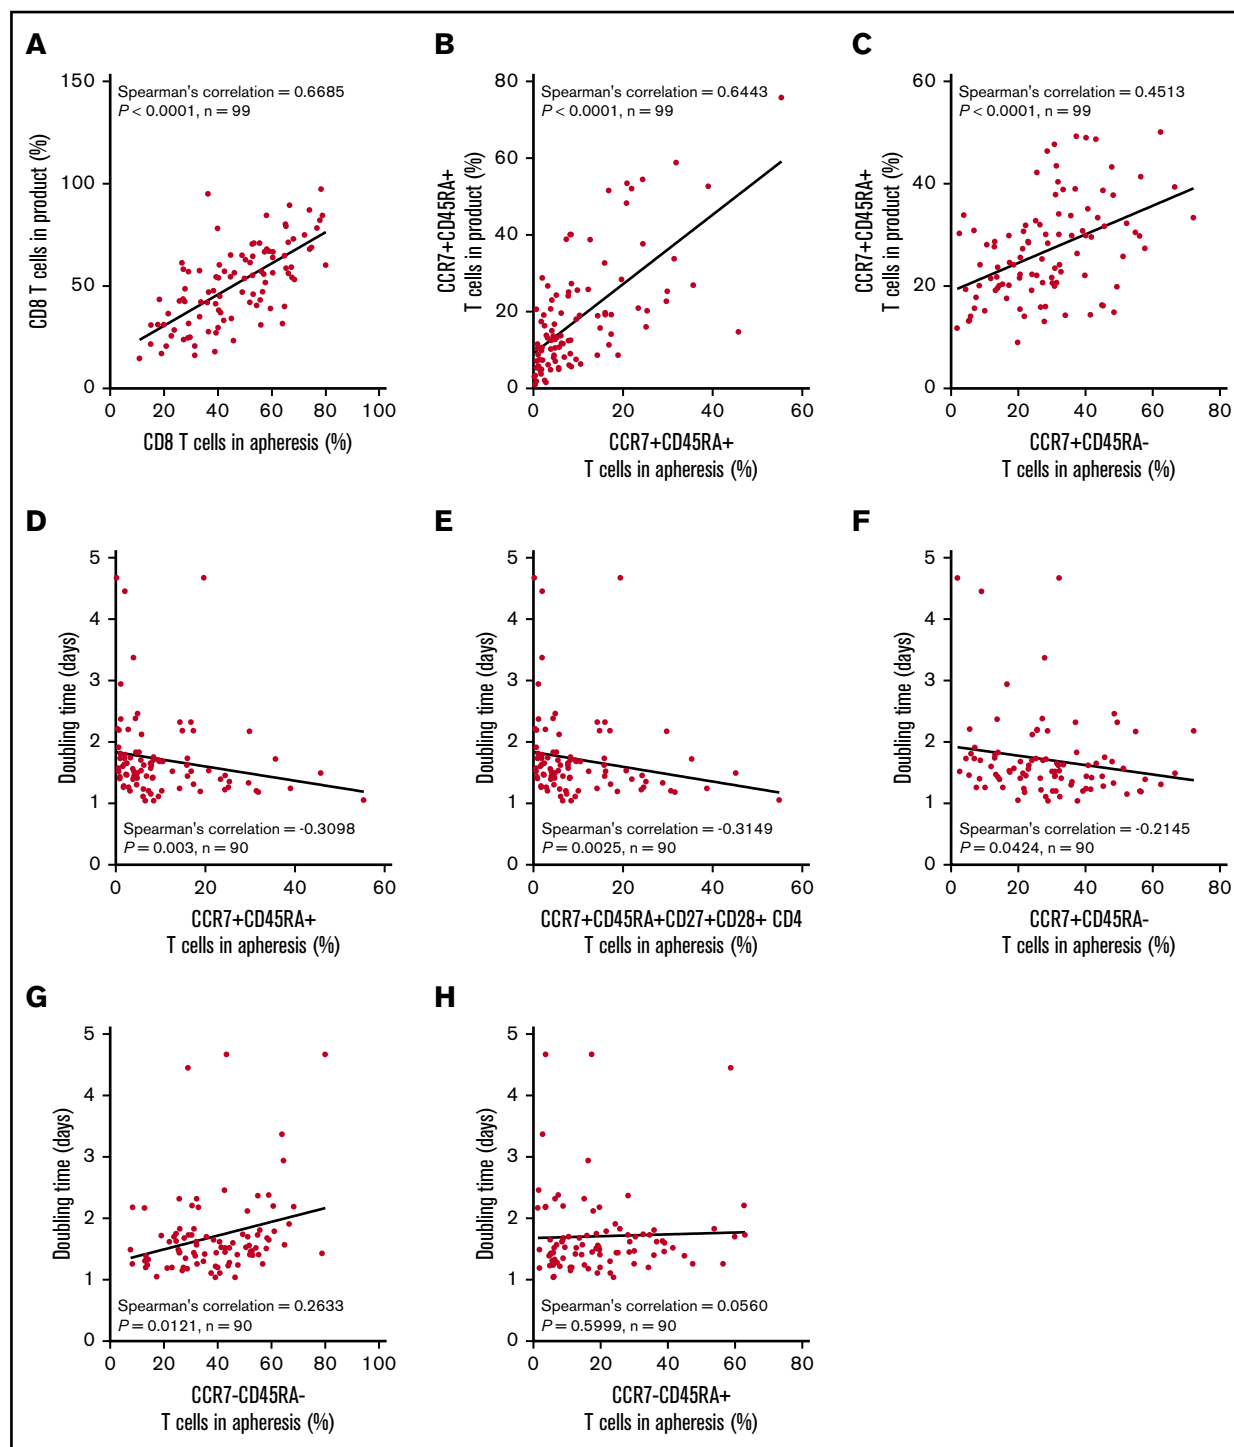 A
Spearman's correlation = 0.6685
P < 0.0001, n = 99
CD8 T cells in product (%)
150
100
50
0
0 20 40 60 80 100
CD8 T cells in apheresis (%)
B
Spearman's correlation = 0.6443
P < 0.0001, n = 99
CCR7+CD45RA+
T cells in product (%)
80
60
40
20
0
0 20 40 60
CCR7+CD45RA+
T cells in apheresis (%)
C
Spearman's correlation = 0.4513
P < 0.0001, n = 99
CCR7+CD45RA+
T cells in product (%)
60
40
20
0
0 20 40 60 80
CCR7+CD45RA-
T cells in apheresis (%)
D
Doubling time (days)
5
4
3
2
1
0
Spearman's correlation = -0.3098
P = 0.003, n = 90
0 20 40 60
CCR7+CD45RA+
T cells in apheresis (%)
E
Doubling time (days)
5
4
3
2
1
0
Spearman's correlation = -0.3149
P = 0.0025, n = 90
0 20 40 60
CCR7+CD45RA+CD27+CD28+ CD4
T cells in apheresis (%)
F
Doubling time (days)
5
4
3
2
1
0
Spearman's correlation = -0.2145
P = 0.0424, n = 90
0 20 40 60 80
CCR7+CD45RA-
T cells in apheresis (%)
G
Doubling time (days)
5
4
3
2
1
0
Spearman's correlation = 0.2633
P = 0.0121, n = 90
0 20 40 60 80 100
CCR7-CD45RA-
T cells in apheresis (%)
H
Doubling time (days)
5
4
3
2
1
0
Spearman's correlation = 0.0560
P = 0.5999, n = 90
0 20 40 60 80
CCR7-CD45RA+
T cells in apheresis (%)